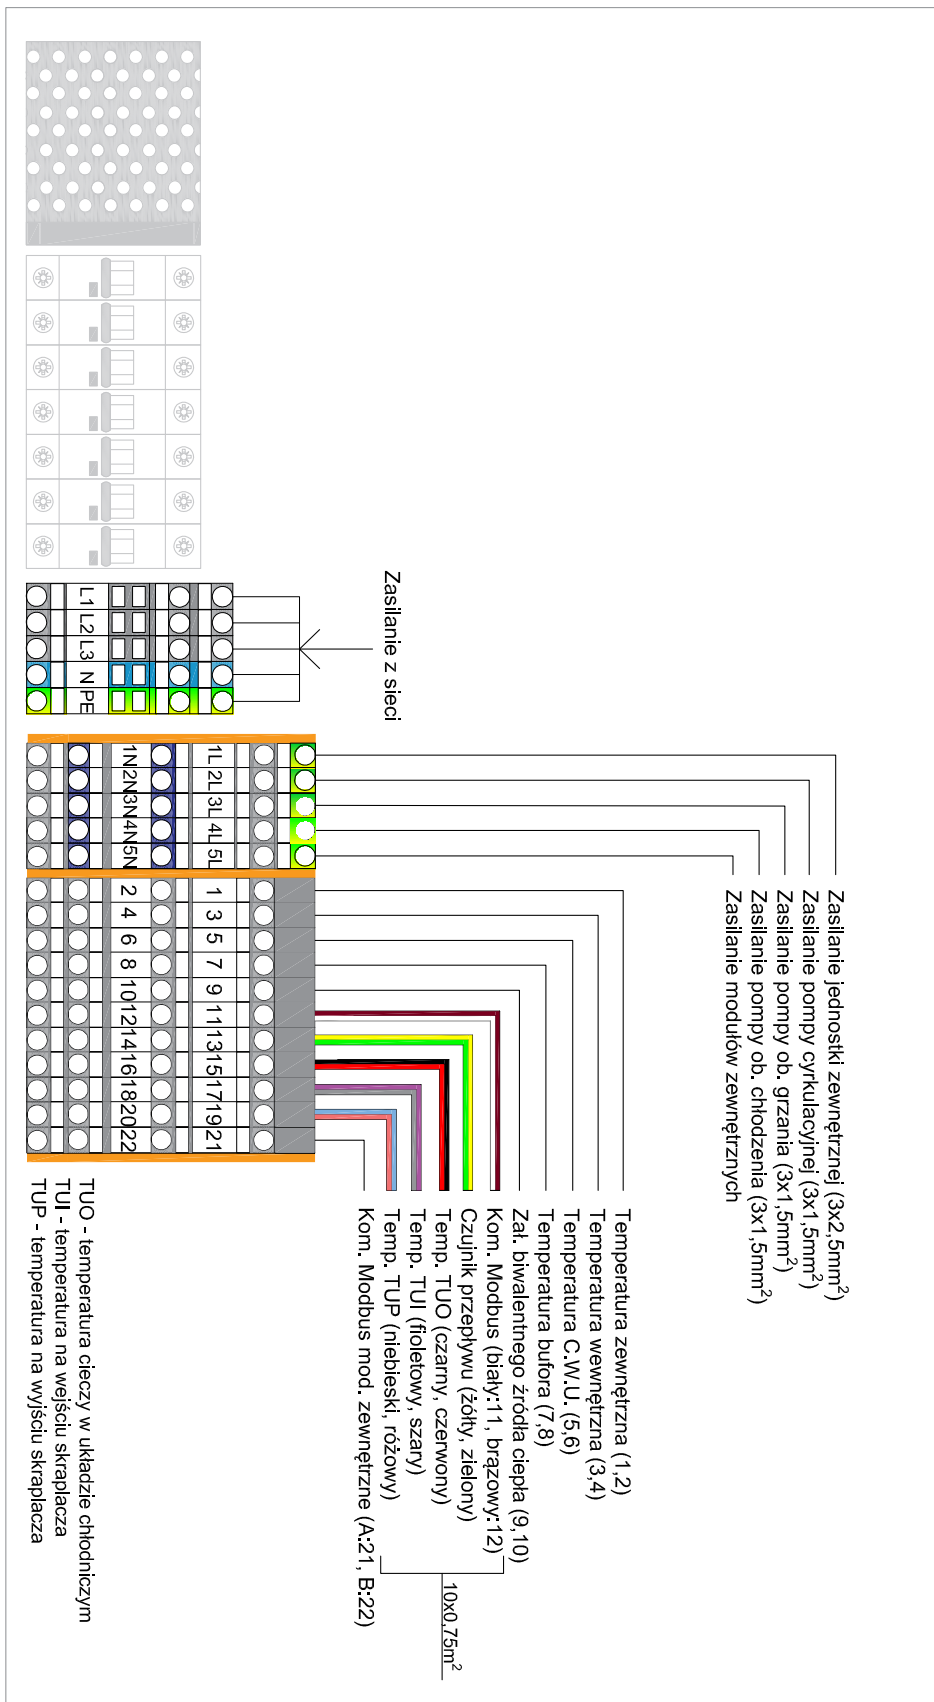 Zasilanie z sieci
L1 L2 L3 N PE
Zasilanie jednostki zewnętrznej (3x2,5mm²)
Zasilanie pompy cyrkulacyjnej (3x1,5mm²)
Zasilanie pompy ob. grzania (3x1,5mm²)
Zasilanie pompy ob. chłodzenia (3x1,5mm²)
Zasilanie modułów zewnętrznych
1L 2L 3L 4L 5L
1N 2N 3N 4N 5N
Temperatura zewnętrzna (1,2)
Temperatura wewnętrzna (3,4)
Temperatura C.W.U. (5,6)
Temperatura bufora (7,8)
Zał. biwalentnego źródła ciepła (9,10)
Kom. Modbus (biały:11, brązowy:12)
Czujnik przepływu (żółty, zielony)
Temp. TUO (czarny, czerwony)
Temp. TUI (fioletowy, szary)
Temp. TUP (niebieski, różowy)
Kom. Modbus mod. zewnętrzne (A:21, B:22)
10x0,75m²
1 3 5 7 9 11 13 15 17 19 21
2 4 6 8 10 12 14 16 18 20 22
TUO - temperatura cieczy w układzie chłodniczym
TUI - temperatura na wejściu skraplacza
TUP - temperatura na wyjściu skraplacza